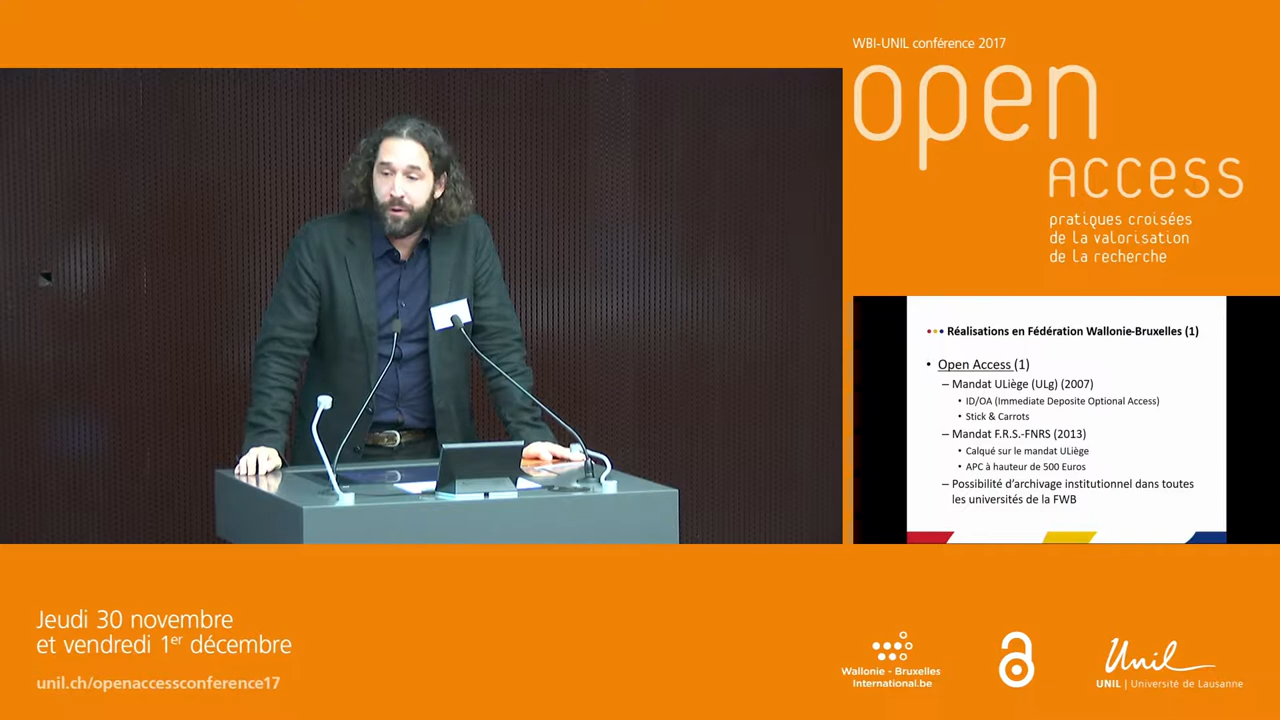 WBI-UNIL conférence 2017
open
access
pratiques croisées
de la valorisation
de la recherche
Réalisations en Fédération Wallonie-Bruxelles (1)
• Open Access (1)
– Mandat ULiège (ULg) (2007)
• ID/OA (Immediate Deposite Optional Access)
• Stick & Carrots
– Mandat F.R.S.-FNRS (2013)
• Calqué sur le mandat ULiège
• APC à hauteur de 500 Euros
– Possibilité d'archivage institutionnel dans toutes
les universités de la FWB
Jeudi 30 novembre
et vendredi 1er décembre
unil.ch/openaccessconference17
Wallonie - Bruxelles
International.be
Unil
UNIL | Université de Lausanne